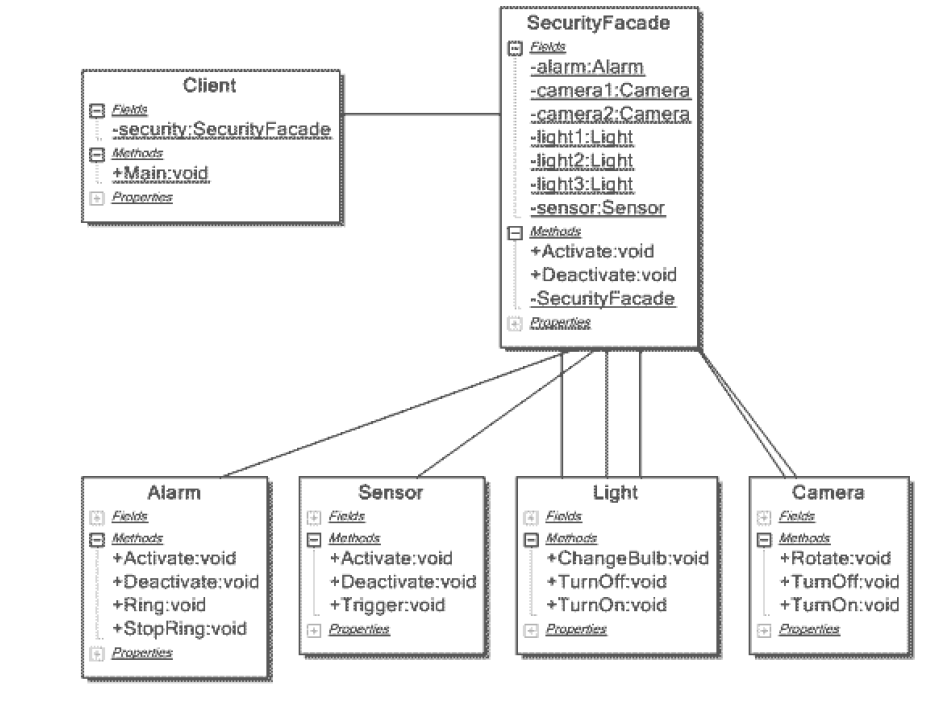 Client
Fields
-security:SecurityFacade
Methods
+Main:void
Properties
SecurityFacade
Fields
-alarm:Alarm
-camera1:Camera
-camera2:Camera
-light1:Light
-light2:Light
-light3:Light
-sensor:Sensor
Methods
+Activate:void
+Deactivate:void
-SecurityFacade
Properties
Alarm
Fields
Methods
+Activate:void
+Deactivate:void
+Ring:void
+StopRing:void
Properties
Sensor
Fields
Methods
+Activate:void
+Deactivate:void
+Trigger:void
Properties
Light
Fields
Methods
+ChangeBulb:void
+TurnOff:void
+TurnOn:void
Properties
Camera
Fields
Methods
+Rotate:void
+TurnOff:void
+TurnOn:void
Properties